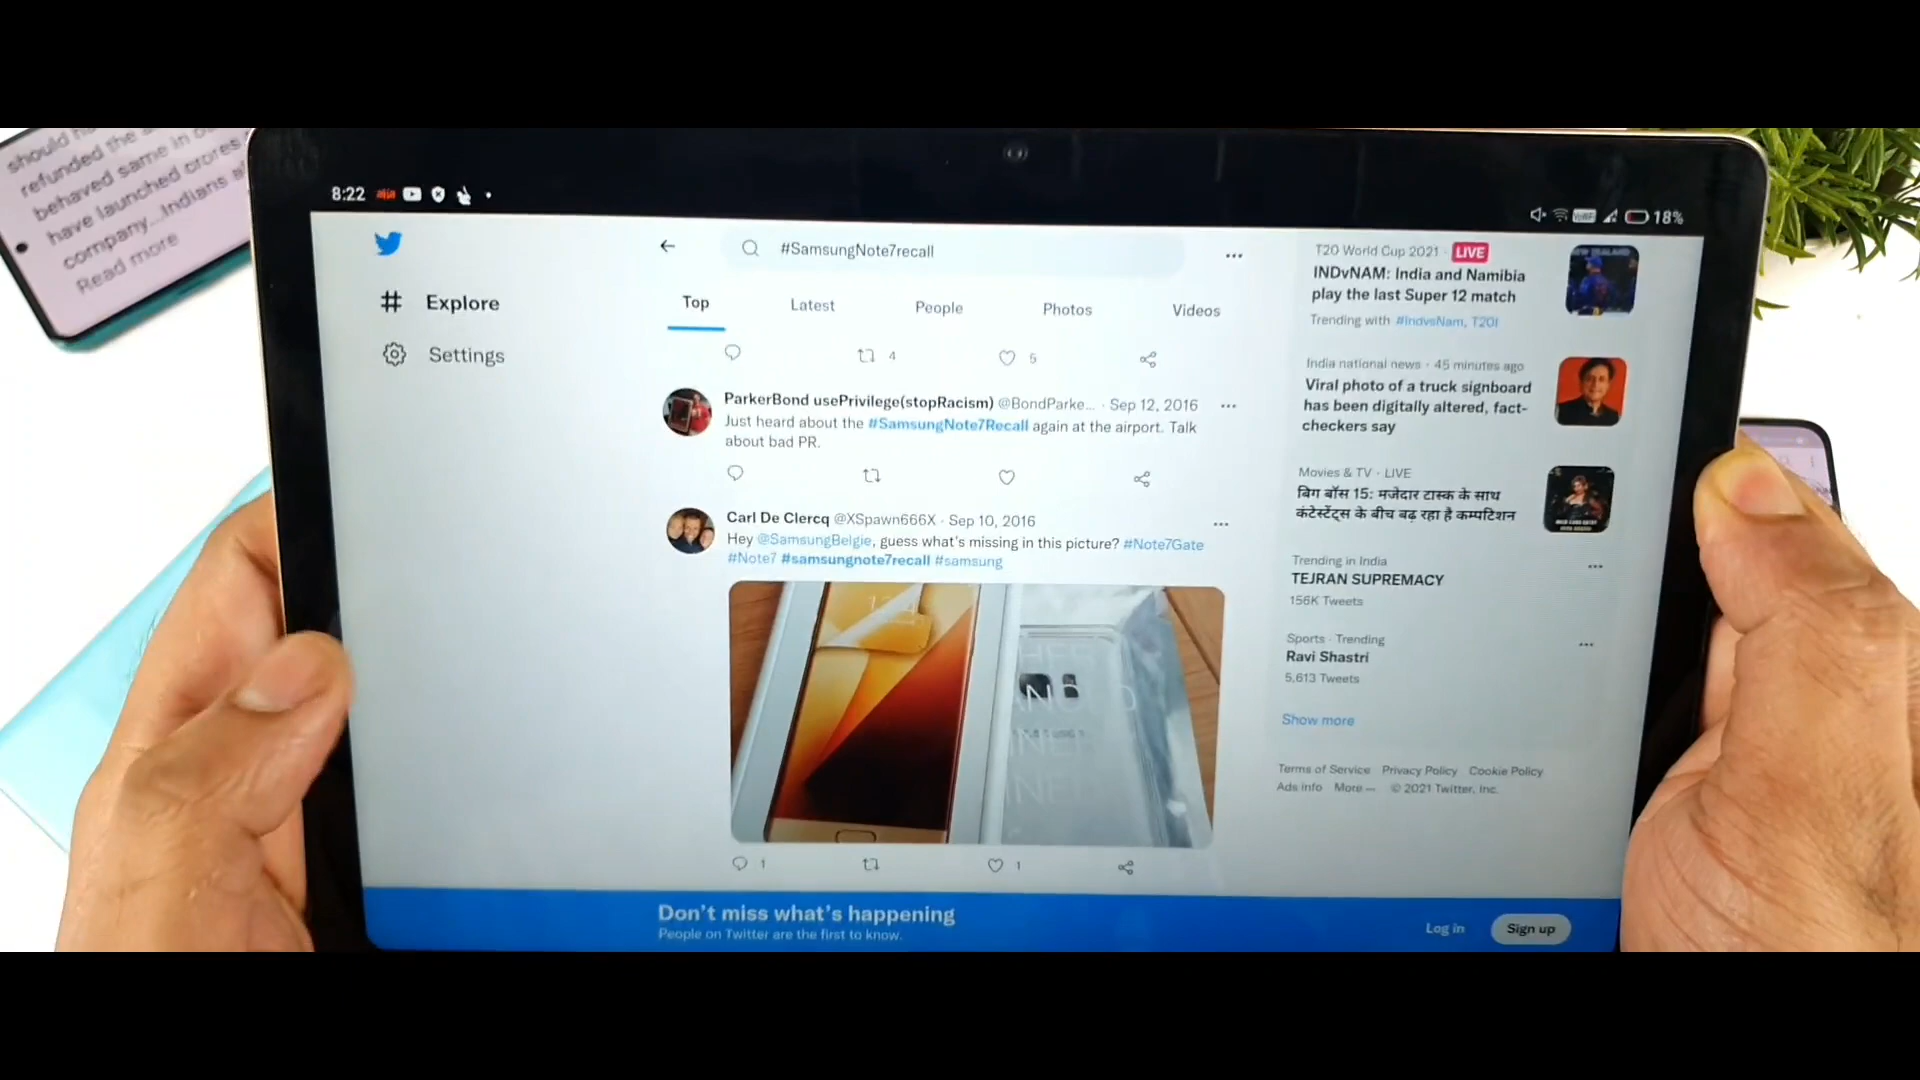 should
refunded the
behaved same in
have launched crores
company...Indians
Read more
8:22
18%
#SamsungNote7recall
Explore
Settings
Top Latest People Photos Videos
4 5
ParkerBond usePrivilege(stopRacism) @BondParke... · Sep 12, 2016
Just heard about the #SamsungNote7Recall again at the airport. Talk
about bad PR.
Carl De Clercq @XSpawn666X · Sep 10, 2016
Hey @SamsungBelgie, guess what's missing in this picture? #Note7Gate
#Note7 #samsungnote7recall #samsung
1 1
T20 World Cup 2021 · LIVE
INDvNAM: India and Namibia
play the last Super 12 match
Trending with #IndvsNam, T20I
India national news · 45 minutes ago
Viral photo of a truck signboard
has been digitally altered, fact-
checkers say
Movies & TV · LIVE
बिग बॉस 15: मजेदार टास्क के साथ
कंटेस्टेंट्स के बीच बढ़ रहा है कम्पटिशन
Trending in India
TEJRAN SUPREMACY
156K Tweets
Sports · Trending
Ravi Shastri
5,613 Tweets
Show more
Terms of Service Privacy Policy Cookie Policy
Ads info More ··· © 2021 Twitter, Inc.
Don't miss what's happening
People on Twitter are the first to know.
Log in Sign up